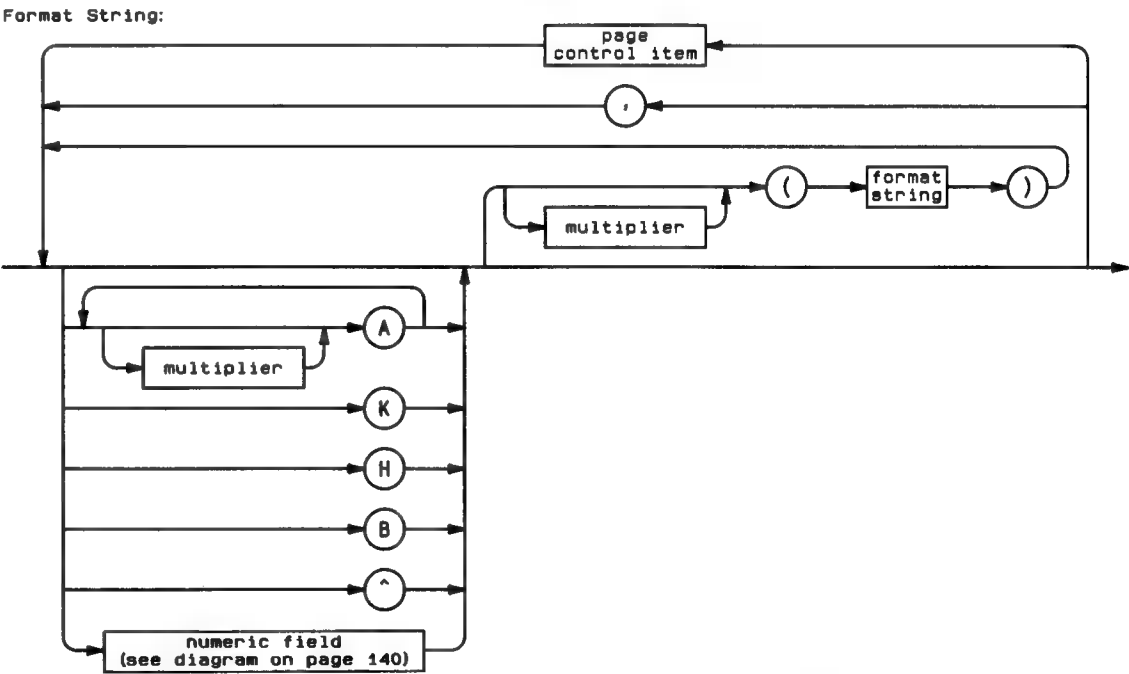 Format String:
page
control item
,
( format string )
multiplier
A
multiplier
K
H
B
^
numeric field
(see diagram on page 140)